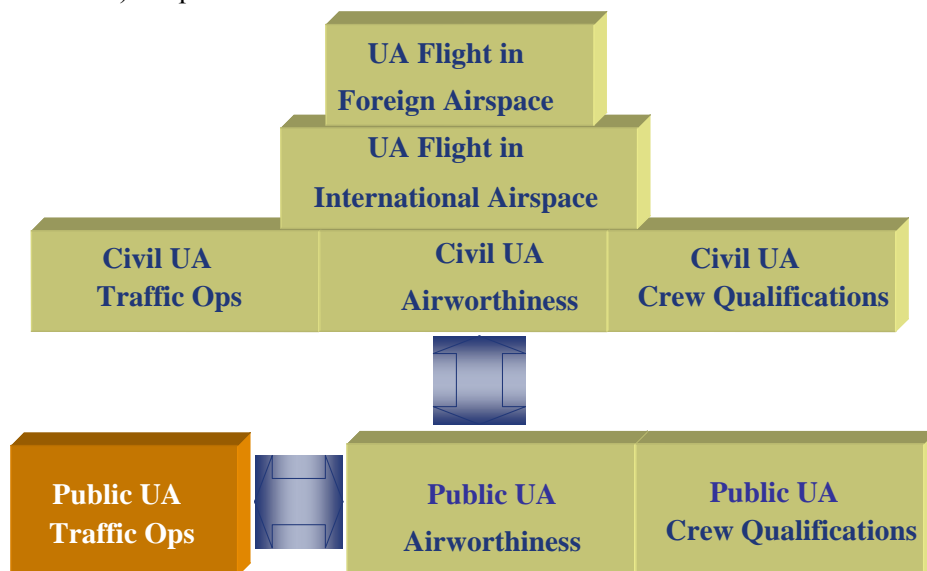 UA Flight in
Foreign Airspace
UA Flight in
International Airspace
Civil UA
Traffic Ops
Civil UA
Airworthiness
Civil UA
Crew Qualifications
Public UA
Traffic Ops
Public UA
Airworthiness
Public UA
Crew Qualifications